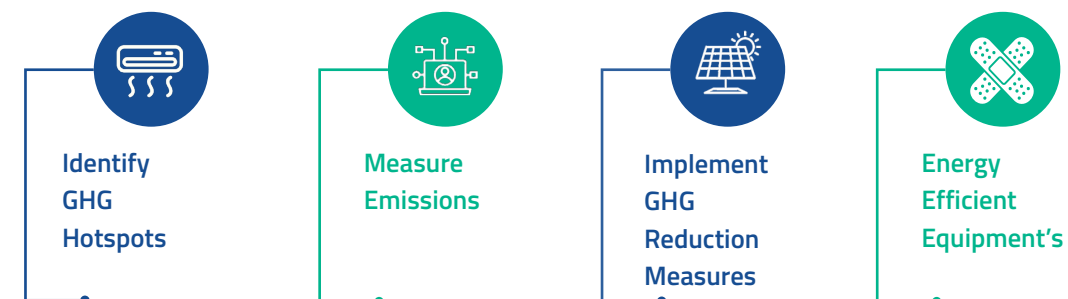 Identify
GHG
Hotspots
Measure
Emissions
Implement
GHG
Reduction
Measures
Energy
Efficient
Equipment’s